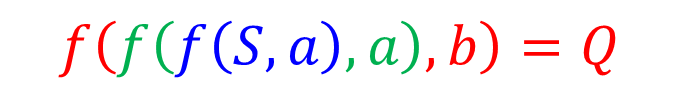 f(f(f(S, a), a), b) = Q